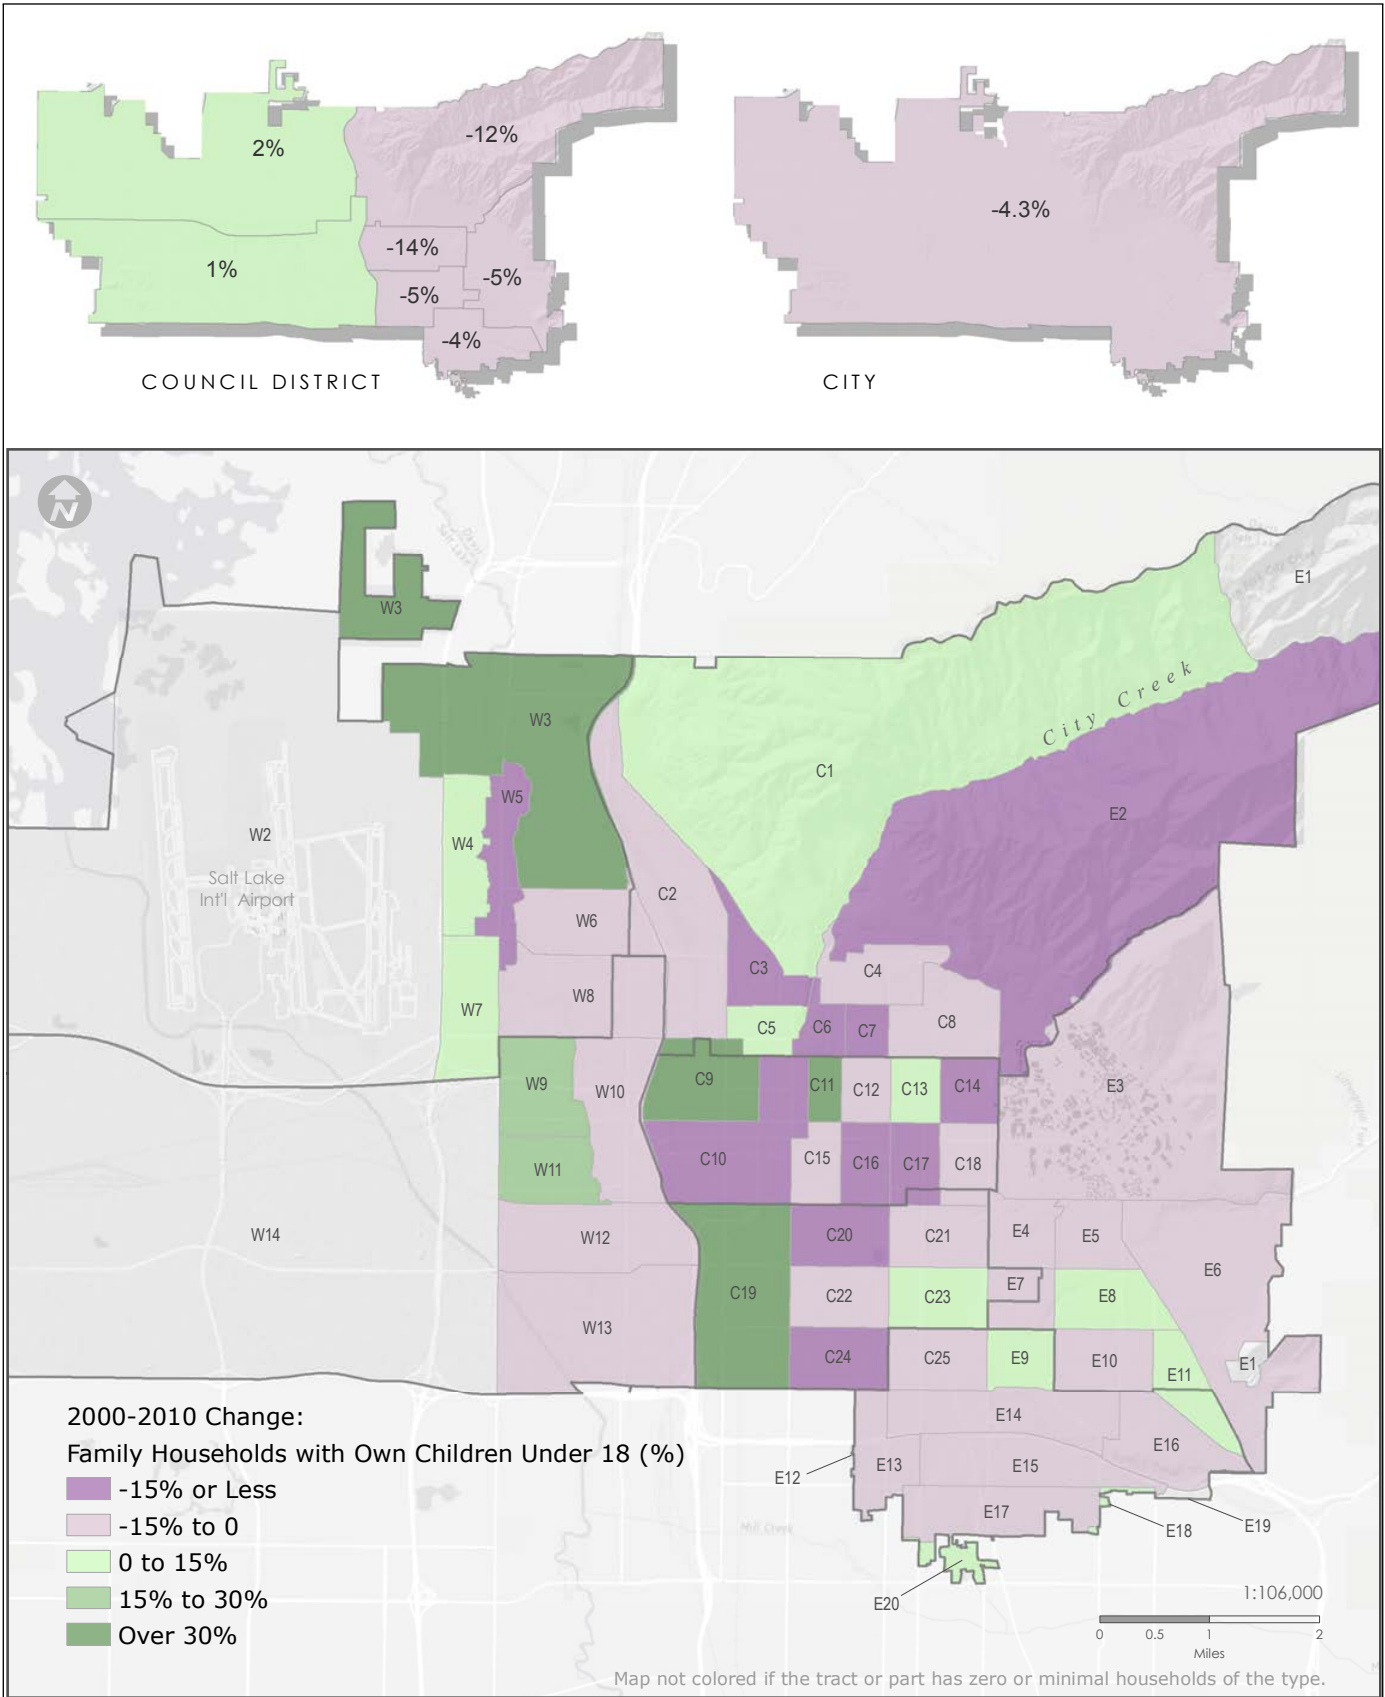 2%
-12%
-14%
1%
-5%
-5%
-4%
COUNCIL DISTRICT
-4.3%
CITY
N
E1
W3
City Creek
W3
C1
W5
E2
W2
W4
Salt Lake
Int'l Airport
C2
W6
C3
C4
W8
W7
C5
C6
C7
C8
W9
W10
C9
C11
C12
C13
C14
E3
W11
C10
C15
C16
C17
C18
W14
W12
C20
C21
E4
E5
E6
C19
C22
C23
E7
E8
W13
C24
C25
E9
E10
E11
E1
2000-2010 Change:
Family Households with Own Children Under 18 (%)
-15% or Less
-15% to 0
0 to 15%
15% to 30%
Over 30%
E14
E16
E12
E13
E15
E17
E18
E19
Mill Creek
E20
1:106,000
0 0.5 1 2
Miles
Map not colored if the tract or part has zero or minimal households of the type.